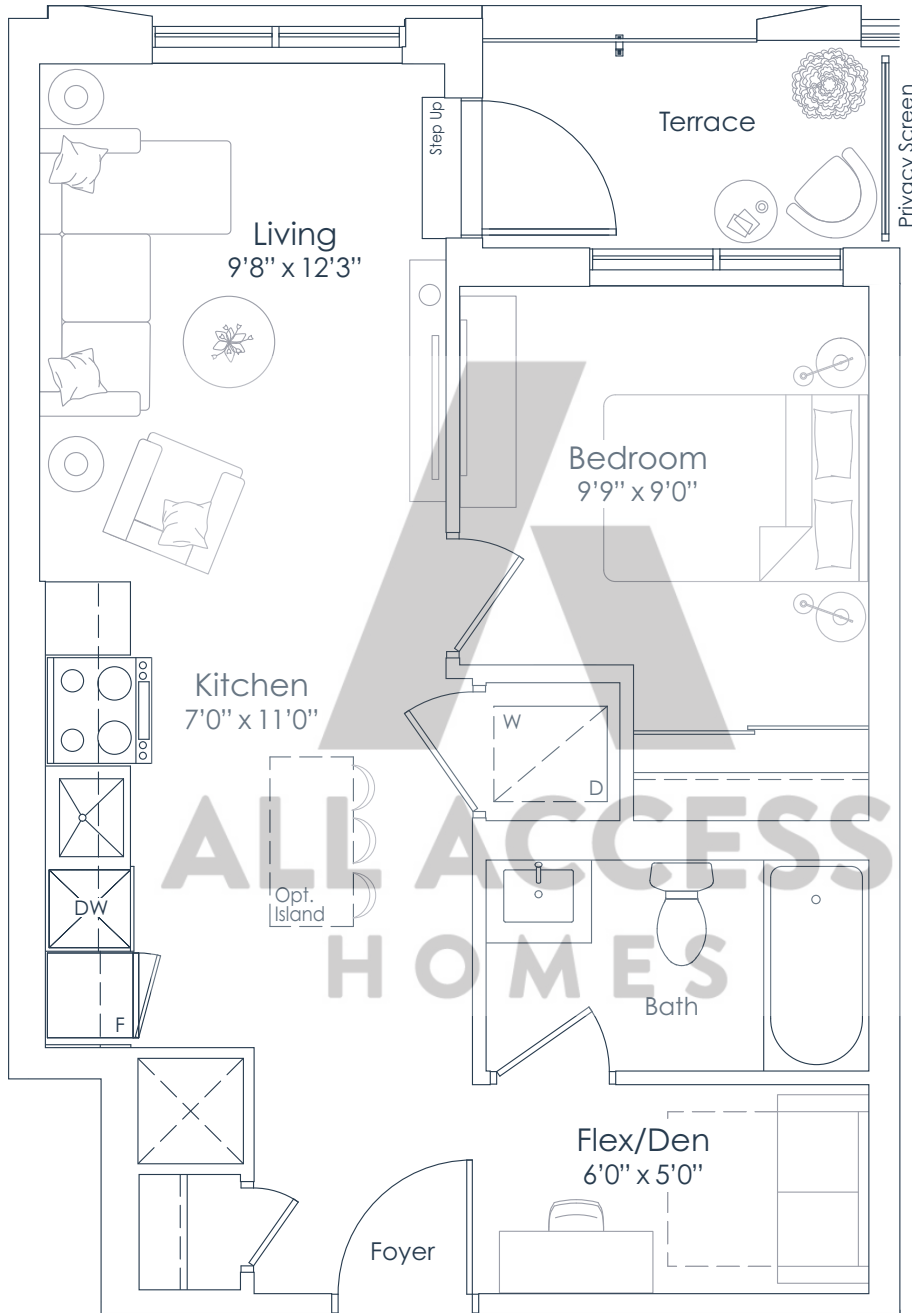 Terrace
Privacy Screen
Step Up
Living
9'8" x 12'3"
Bedroom
9'9" x 9'0"
Kitchen
7'0" x 11'0"
W
D
ALL ACCESS
HOMES
Opt.
Island
DW
F
Bath
Flex/Den
6'0" x 5'0"
Foyer